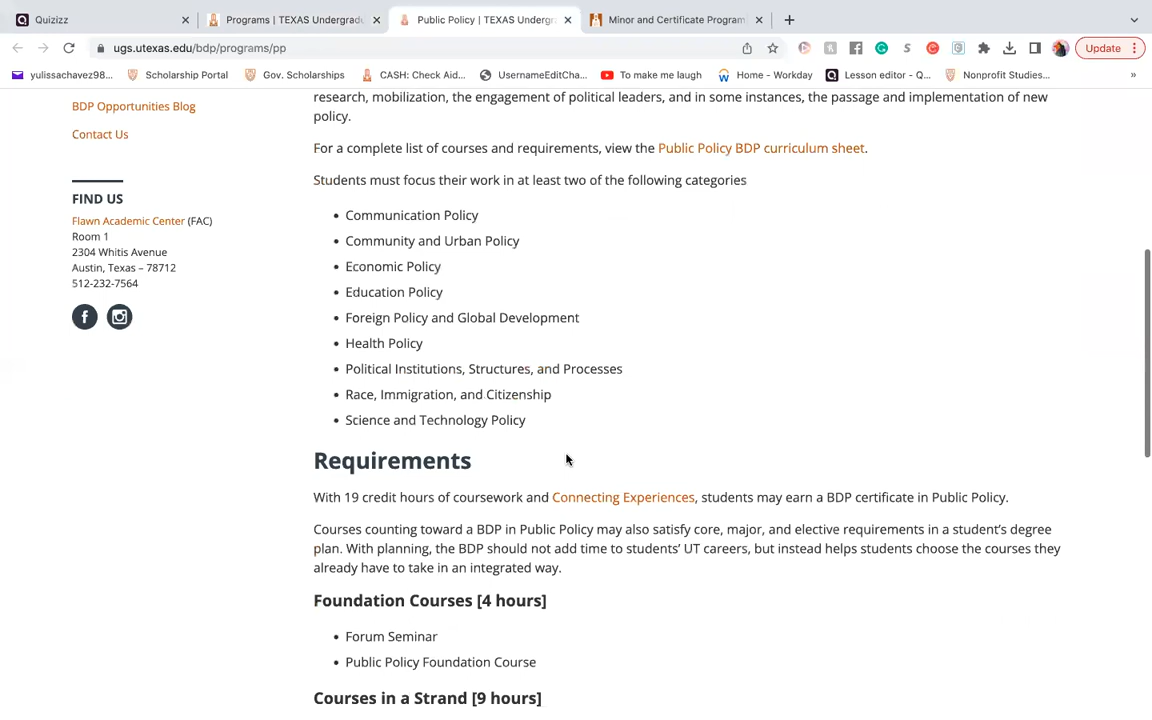 Quizizz
Programs | TEXAS Undergradu
Public Policy | TEXAS Undergr
Minor and Certificate Program
ugs.utexas.edu/bdp/programs/pp
Update
yulissachavez98...
Scholarship Portal
Gov. Scholarships
CASH: Check Aid...
UsernameEditCha...
To make me laugh
Home - Workday
Lesson editor - Q...
Nonprofit Studies...
»
BDP Opportunities Blog
Contact Us
FIND US
Flawn Academic Center (FAC)
Room 1
2304 Whitis Avenue
Austin, Texas – 78712
512-232-7564
research, mobilization, the engagement of political leaders, and in some instances, the passage and implementation of new
policy.
For a complete list of courses and requirements, view the Public Policy BDP curriculum sheet.
Students must focus their work in at least two of the following categories
• Communication Policy
• Community and Urban Policy
• Economic Policy
• Education Policy
• Foreign Policy and Global Development
• Health Policy
• Political Institutions, Structures, and Processes
• Race, Immigration, and Citizenship
• Science and Technology Policy
Requirements
With 19 credit hours of coursework and Connecting Experiences, students may earn a BDP certificate in Public Policy.
Courses counting toward a BDP in Public Policy may also satisfy core, major, and elective requirements in a student's degree
plan. With planning, the BDP should not add time to students' UT careers, but instead helps students choose the courses they
already have to take in an integrated way.
Foundation Courses [4 hours]
• Forum Seminar
• Public Policy Foundation Course
Courses in a Strand [9 hours]